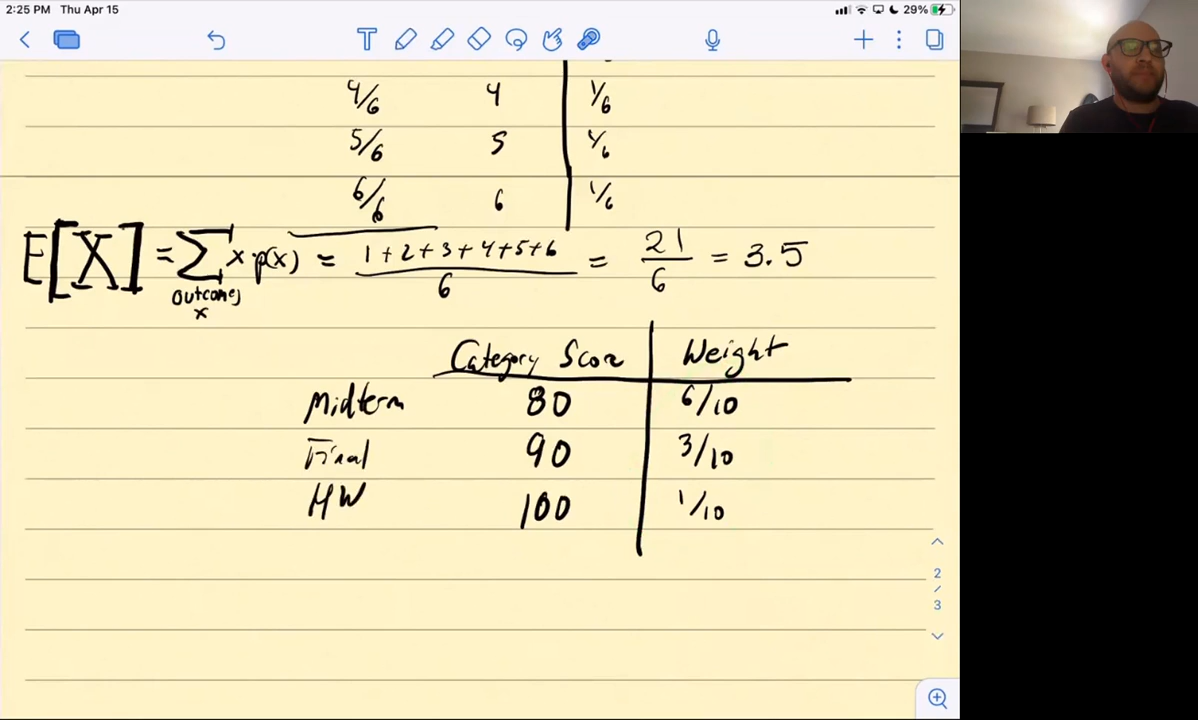 2:25 PM Thu Apr 15
29%
4/6 4 1/6
5/6 5 1/6
6/6 6 1/6
E[X] = ∑ x p(x) = 1+2+3+4+5+6 / 6 = 21/6 = 3.5
outcomes
x
Category Score Weight
Midterm 80 6/10
Final 90 3/10
HW 100 1/10
2
/
3